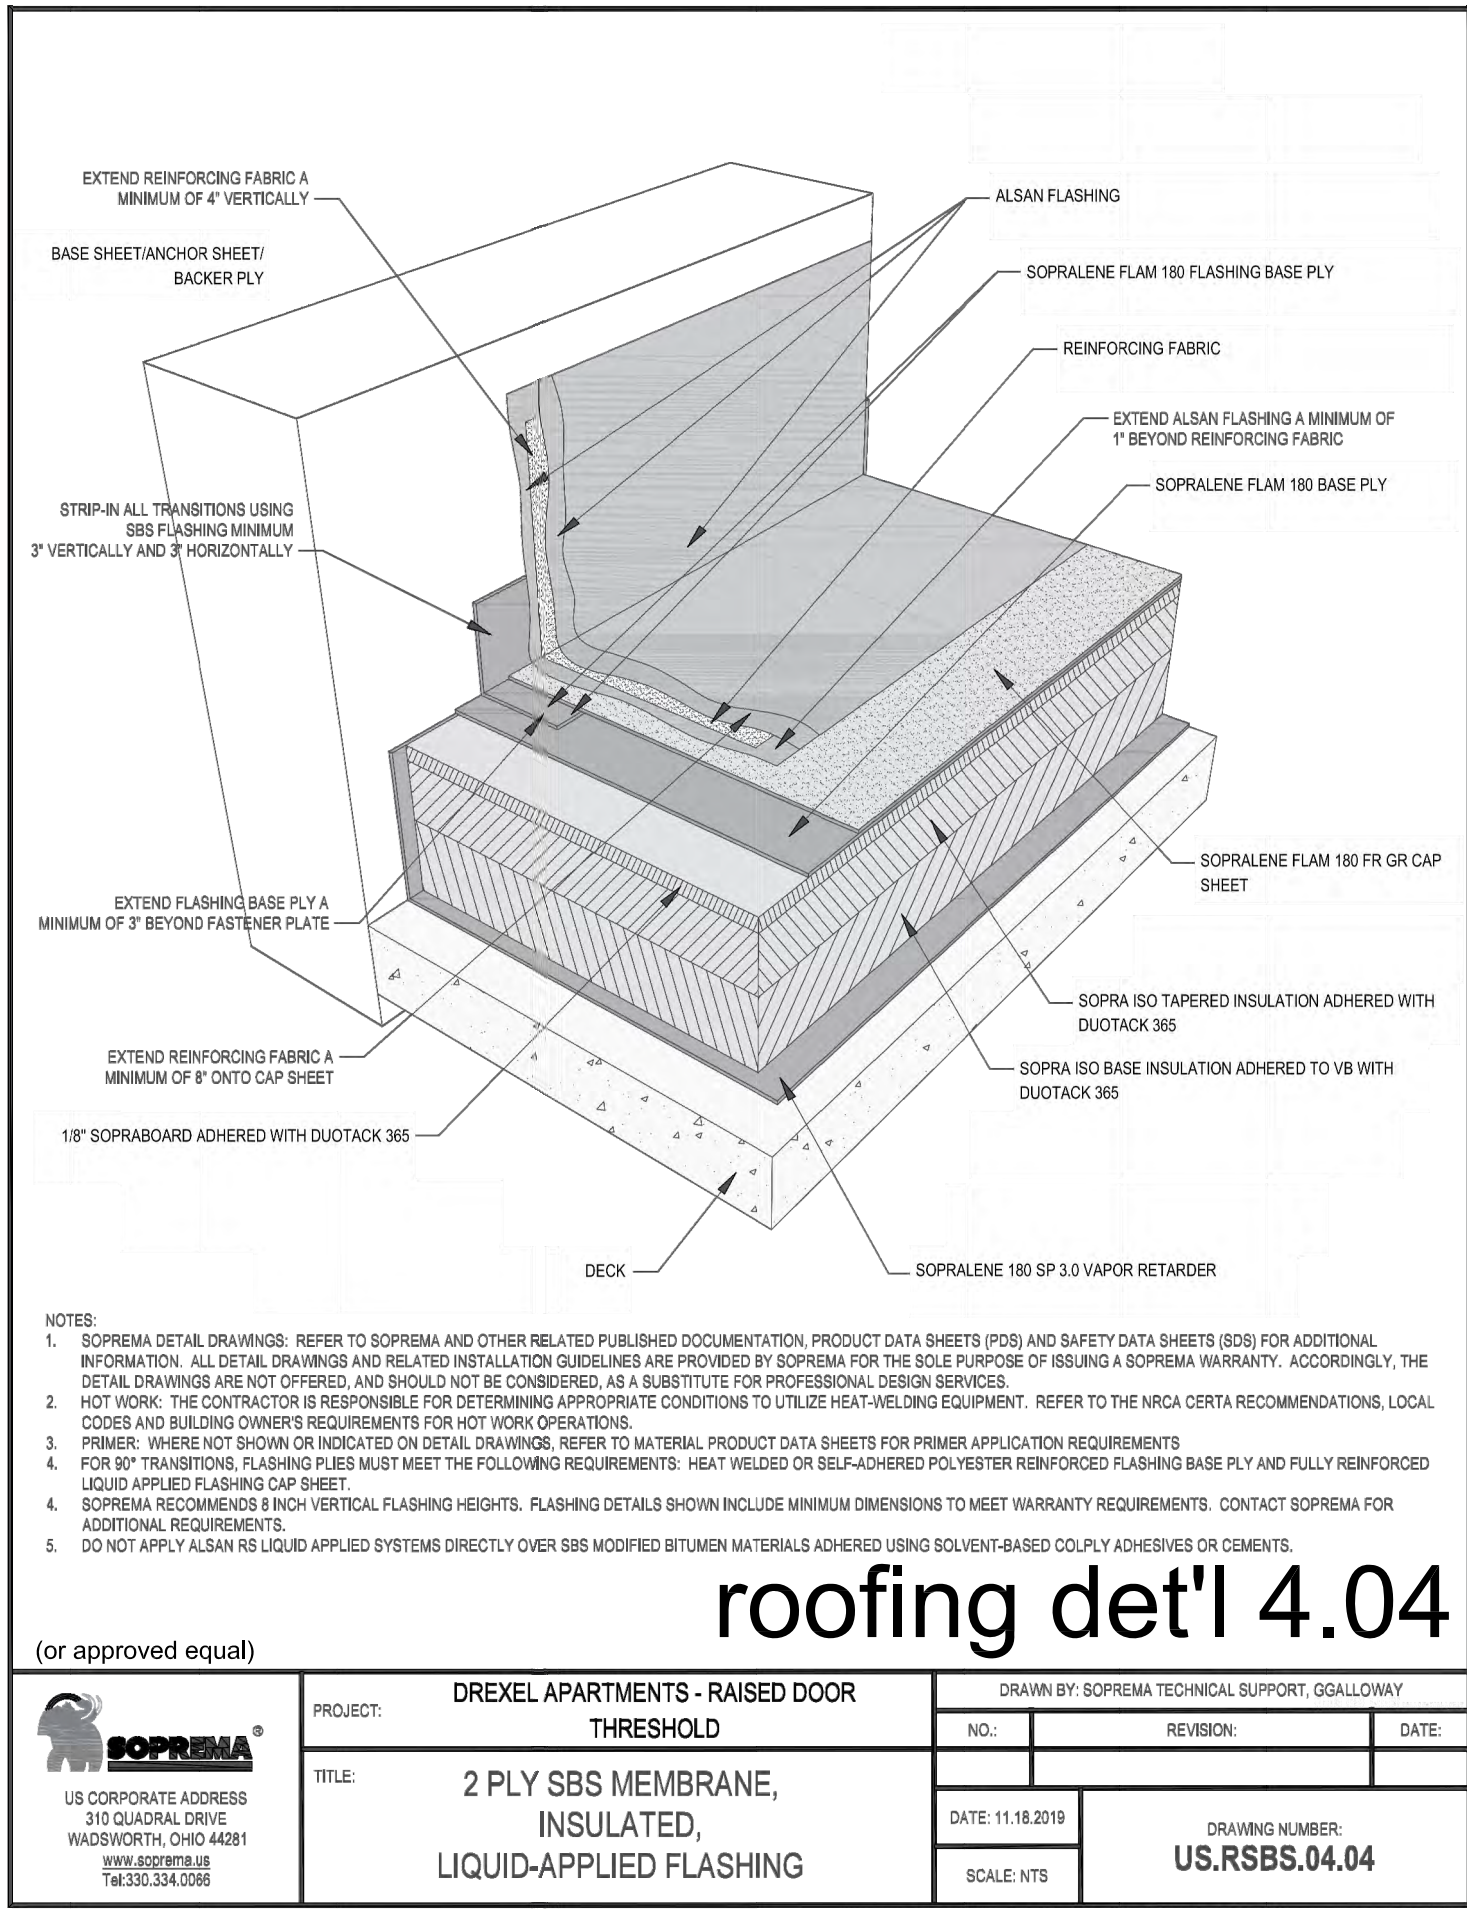 EXTEND REINFORCING FABRIC A
MINIMUM OF 4" VERTICALLY
BASE SHEET/ANCHOR SHEET/
BACKER PLY
STRIP-IN ALL TRANSITIONS USING
SBS FLASHING MINIMUM
3" VERTICALLY AND 3" HORIZONTALLY
EXTEND FLASHING BASE PLY A
MINIMUM OF 3" BEYOND FASTENER PLATE
EXTEND REINFORCING FABRIC A
MINIMUM OF 8" ONTO CAP SHEET
1/8" SOPRABOARD ADHERED WITH DUOTACK 365
DECK
ALSAN FLASHING
SOPRALENE FLAM 180 FLASHING BASE PLY
REINFORCING FABRIC
EXTEND ALSAN FLASHING A MINIMUM OF
1" BEYOND REINFORCING FABRIC
SOPRALENE FLAM 180 BASE PLY
SOPRALENE FLAM 180 FR GR CAP
SHEET
SOPRA ISO TAPERED INSULATION ADHERED WITH
DUOTACK 365
SOPRA ISO BASE INSULATION ADHERED TO VB WITH
DUOTACK 365
SOPRALENE 180 SP 3.0 VAPOR RETARDER
NOTES:
1. SOPREMA DETAIL DRAWINGS: REFER TO SOPREMA AND OTHER RELATED PUBLISHED DOCUMENTATION, PRODUCT DATA SHEETS (PDS) AND SAFETY DATA SHEETS (SDS) FOR ADDITIONAL
INFORMATION. ALL DETAIL DRAWINGS AND RELATED INSTALLATION GUIDELINES ARE PROVIDED BY SOPREMA FOR THE SOLE PURPOSE OF ISSUING A SOPREMA WARRANTY. ACCORDINGLY, THE
DETAIL DRAWINGS ARE NOT OFFERED, AND SHOULD NOT BE CONSIDERED, AS A SUBSTITUTE FOR PROFESSIONAL DESIGN SERVICES.
2. HOT WORK: THE CONTRACTOR IS RESPONSIBLE FOR DETERMINING APPROPRIATE CONDITIONS TO UTILIZE HEAT-WELDING EQUIPMENT. REFER TO THE NRCA CERTA RECOMMENDATIONS, LOCAL
CODES AND BUILDING OWNER'S REQUIREMENTS FOR HOT WORK OPERATIONS.
3. PRIMER: WHERE NOT SHOWN OR INDICATED ON DETAIL DRAWINGS, REFER TO MATERIAL PRODUCT DATA SHEETS FOR PRIMER APPLICATION REQUIREMENTS
4. FOR 90° TRANSITIONS, FLASHING PLIES MUST MEET THE FOLLOWING REQUIREMENTS: HEAT WELDED OR SELF-ADHERED POLYESTER REINFORCED FLASHING BASE PLY AND FULLY REINFORCED
LIQUID APPLIED FLASHING CAP SHEET.
4. SOPREMA RECOMMENDS 8 INCH VERTICAL FLASHING HEIGHTS. FLASHING DETAILS SHOWN INCLUDE MINIMUM DIMENSIONS TO MEET WARRANTY REQUIREMENTS. CONTACT SOPREMA FOR
ADDITIONAL REQUIREMENTS.
5. DO NOT APPLY ALSAN RS LIQUID APPLIED SYSTEMS DIRECTLY OVER SBS MODIFIED BITUMEN MATERIALS ADHERED USING SOLVENT-BASED COLPLY ADHESIVES OR CEMENTS.
roofing det'l 4.04
(or approved equal)
SOPREMA®
US CORPORATE ADDRESS
310 QUADRAL DRIVE
WADSWORTH, OHIO 44281
www.soprema.us
Tel:330.334.0066
PROJECT:
DREXEL APARTMENTS - RAISED DOOR
THRESHOLD
TITLE:
2 PLY SBS MEMBRANE,
INSULATED,
LIQUID-APPLIED FLASHING
DRAWN BY: SOPREMA TECHNICAL SUPPORT, GGALLOWAY
NO.: REVISION: DATE:
DATE: 11.18.2019
SCALE: NTS
DRAWING NUMBER:
US.RSBS.04.04